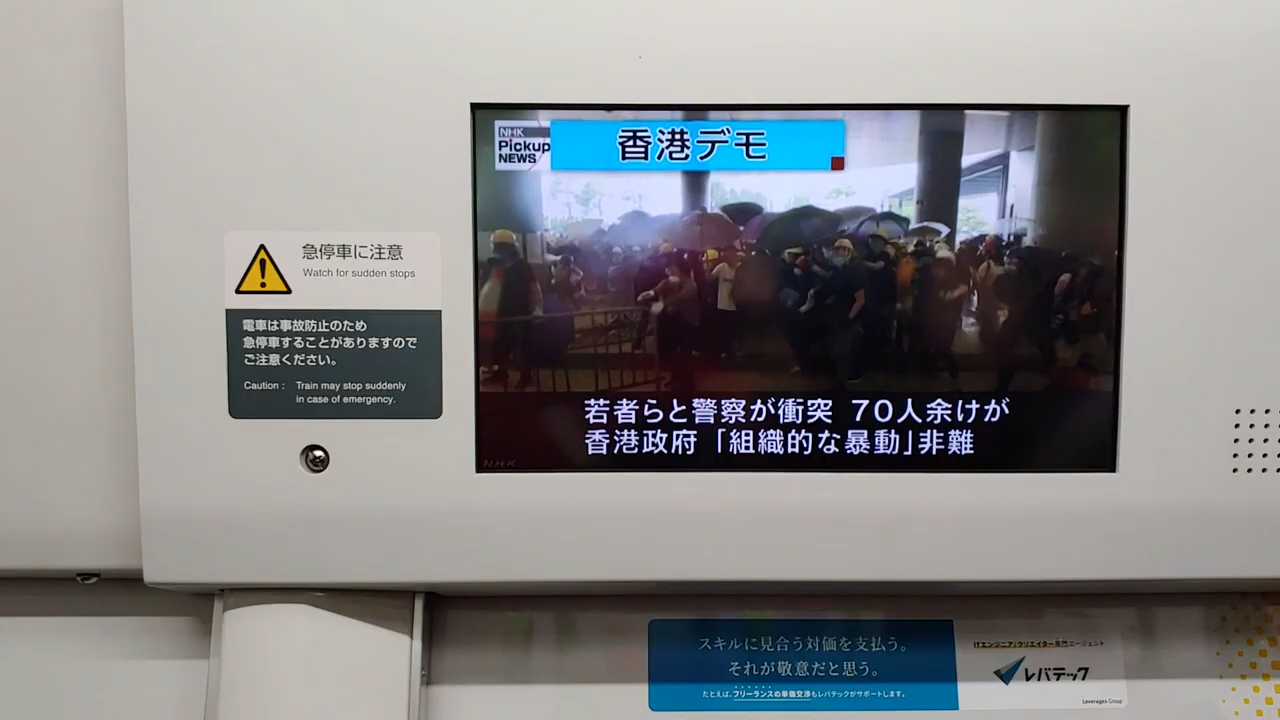 NHK
Pickup
NEWS
香港デモ
若者らと警察が衝突 70人余けが
香港政府「組織的な暴動」非難
NHK
急停車に注意
Watch for sudden stops
電車は事故防止のため
急停車することがありますので
ご注意ください。
Caution : Train may stop suddenly
in case of emergency.
スキルに見合う対価を支払う。
それが敬意だと思う。
たとえば、フリーランスの単価交渉もレバテックがサポートします。
ITエンジニア/クリエイター専門エージェント
レバテック
Leverages Group